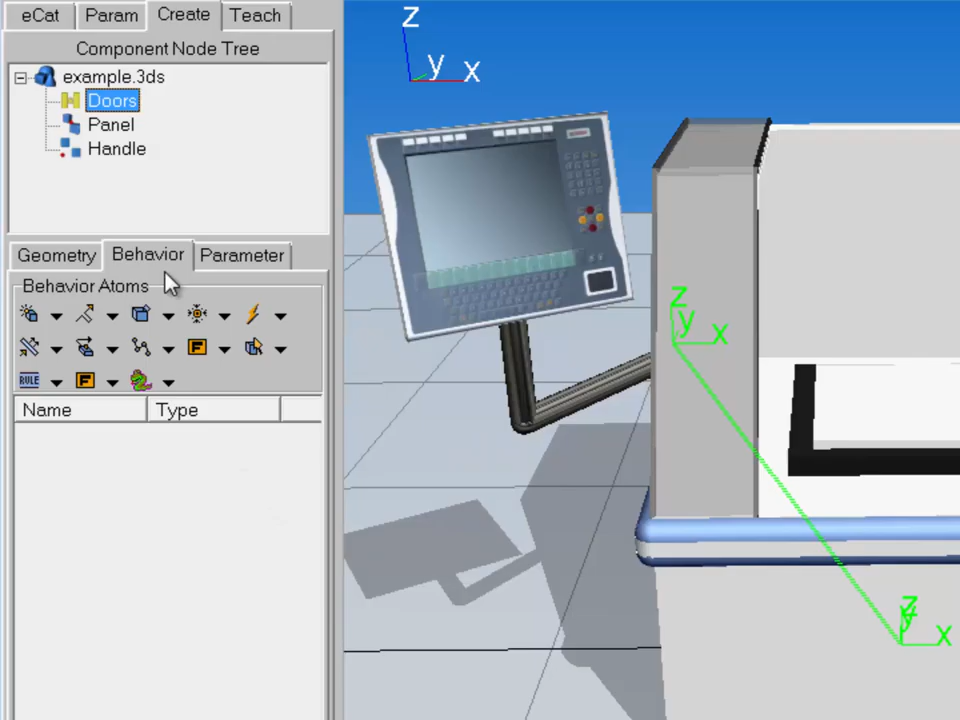 eCat Param Create Teach
Component Node Tree
example.3ds
Doors
Panel
Handle
Geometry Behavior Parameter
Behavior Atoms
F
RULE F
Name Type
z
y x
z
y x
z
y x